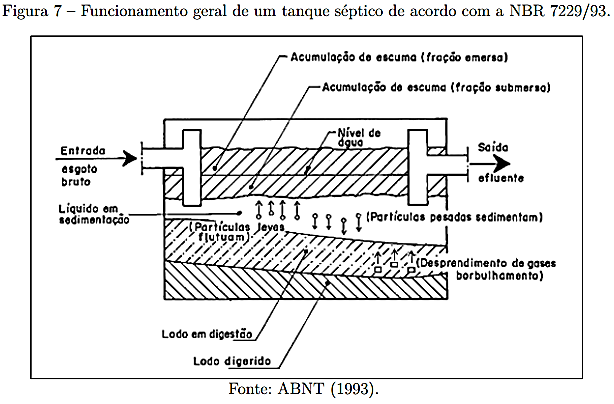 Figura 7 – Funcionamento geral de um tanque séptico de acordo com a NBR 7229/93.
Acumulação de escuma (fração emersa)
Acumulação de escuma (fração submersa)
Nível de
água
Entrada
esgoto
bruto
Saída
efluente
Líquido em
sedimentação
(Partículas leves
flutuam)
(Partículas pesadas sedimentam)
(Desprendimento de gases
borbulhamento)
Lodo em digestão
Lodo digerido
Fonte: ABNT (1993).